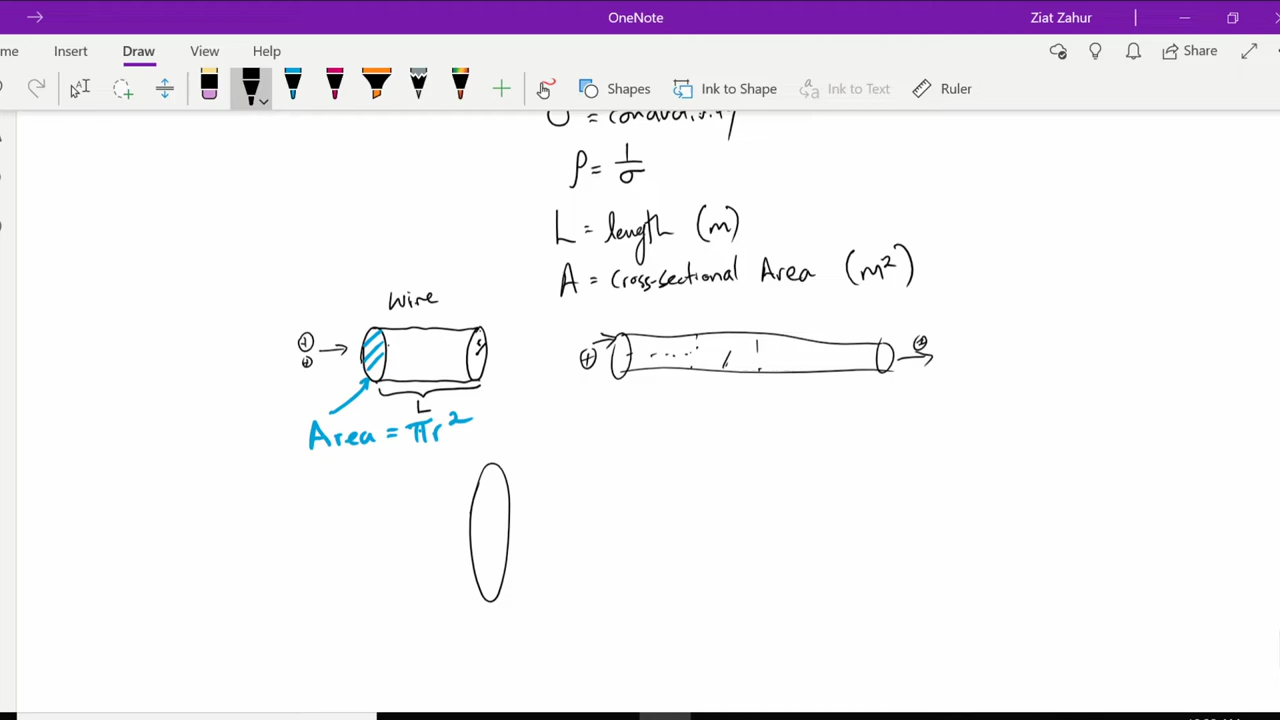 OneNote
Ziat Zahur
Insert
Draw
View
Help
Share
Shapes
Ink to Shape
Ink to Text
Ruler
σ = conductivity
ρ = 1/σ
L = length (m)
A = cross-sectional Area (m²)
wire
+
+
+
+
L
Area = πr²